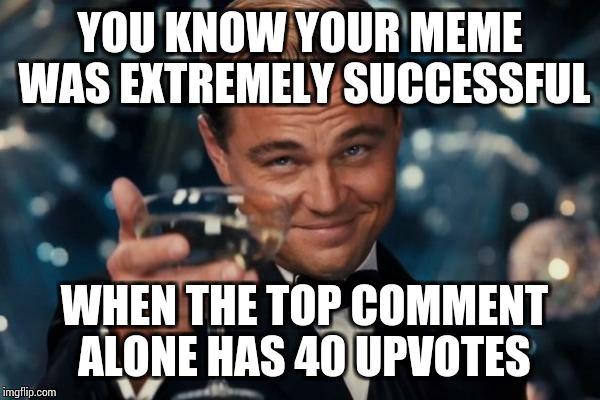 YOU KNOW YOUR MEME
WAS EXTREMELY SUCCESSFUL
WHEN THE TOP COMMENT
ALONE HAS 40 UPVOTES
imgflip.com